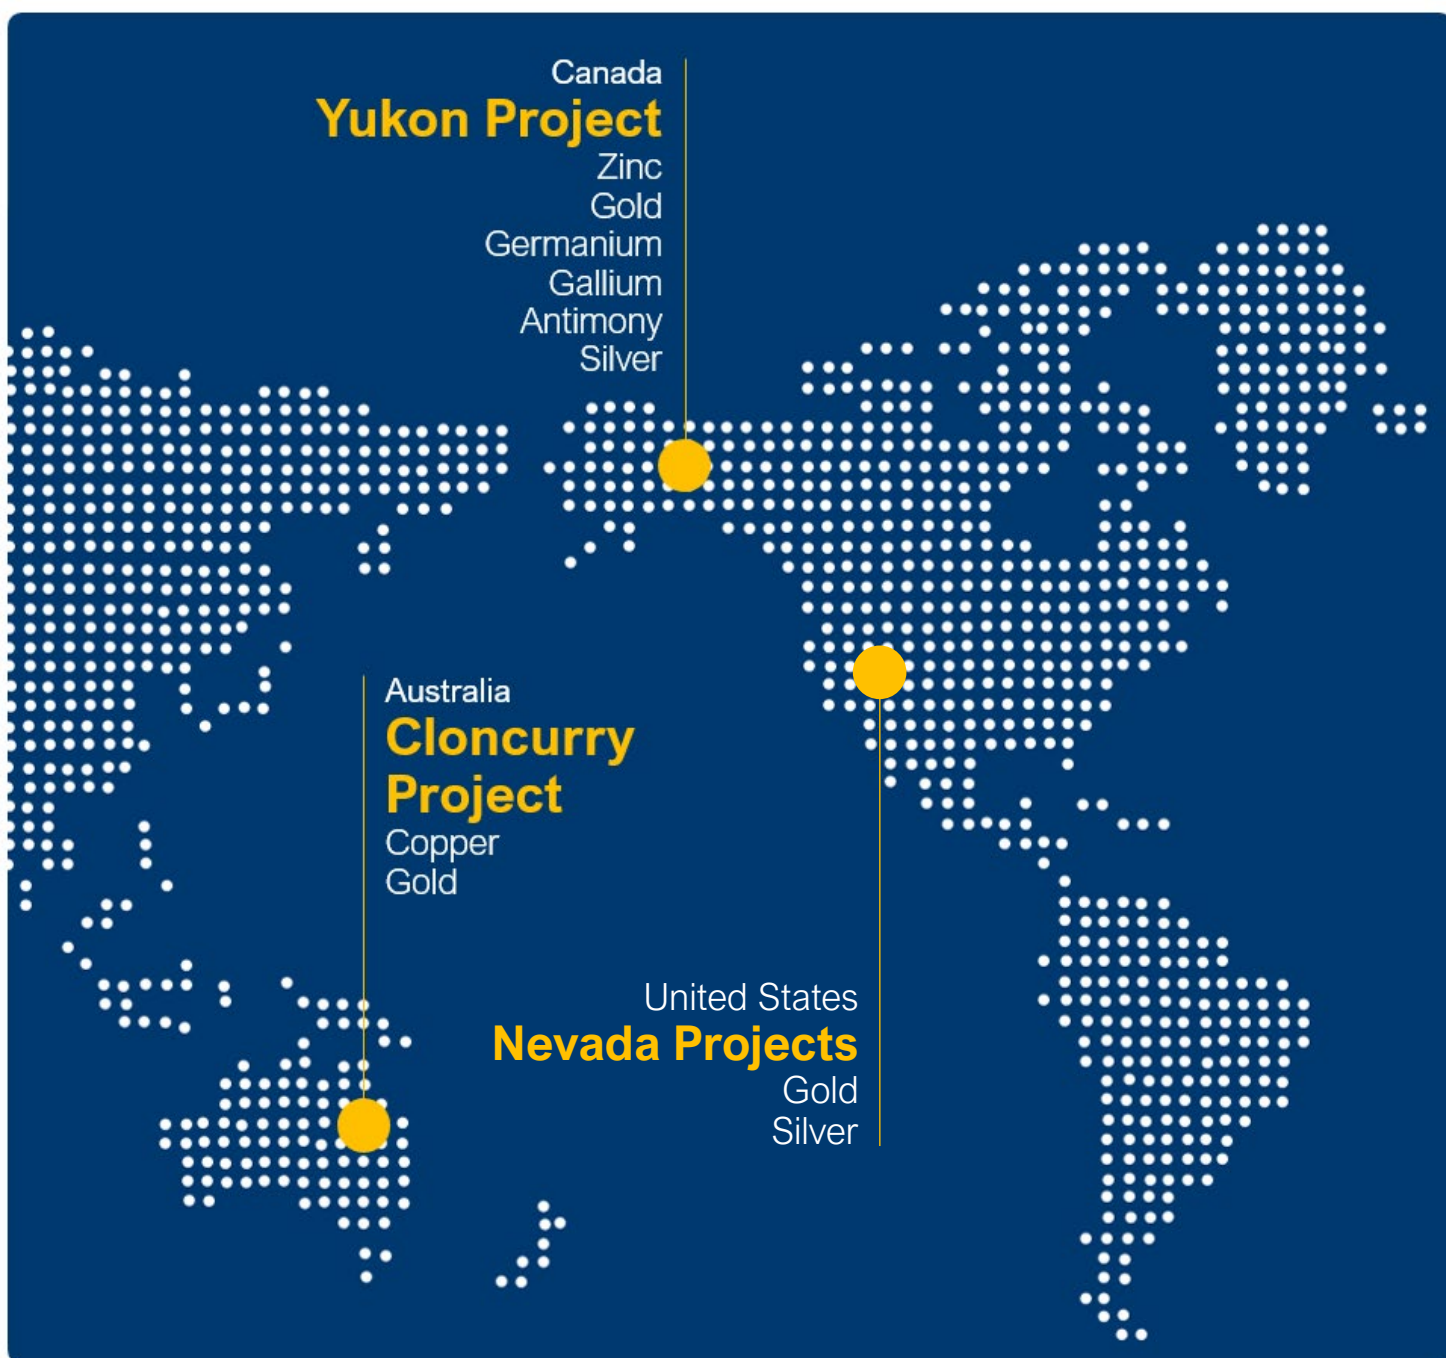 Canada
Yukon Project
Zinc
Gold
Germanium
Gallium
Antimony
Silver
Australia
Cloncurry
Project
Copper
Gold
United States
Nevada Projects
Gold
Silver